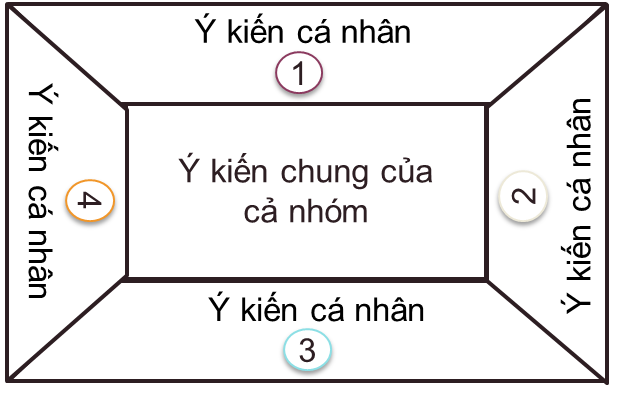 Ý kiến cá nhân
1
Ý kiến cá nhân
4
Ý kiến chung của
cả nhóm
2
Ý kiến cá nhân
Ý kiến cá nhân
3